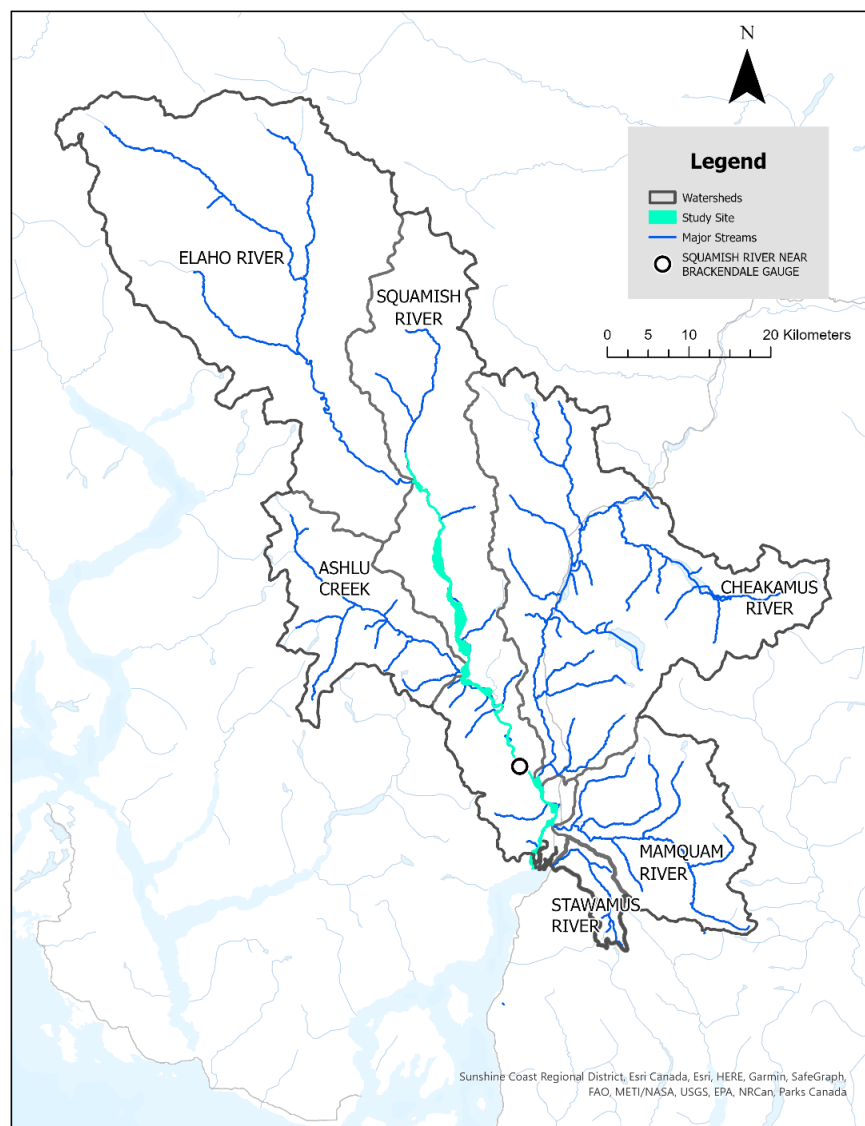 N
Legend
Watersheds
Study Site
Major Streams
SQUAMISH RIVER NEAR
BRACKENDALE GAUGE
0 5 10 20 Kilometers
ELAHO RIVER
SQUAMISH
RIVER
ASHLU
CREEK
CHEAKAMUS
RIVER
MAMQUAM
RIVER
STAWAMUS
RIVER
Sunshine Coast Regional District, Esri Canada, Esri, HERE, Garmin, SafeGraph,
FAO, METI/NASA, USGS, EPA, NRCan, Parks Canada